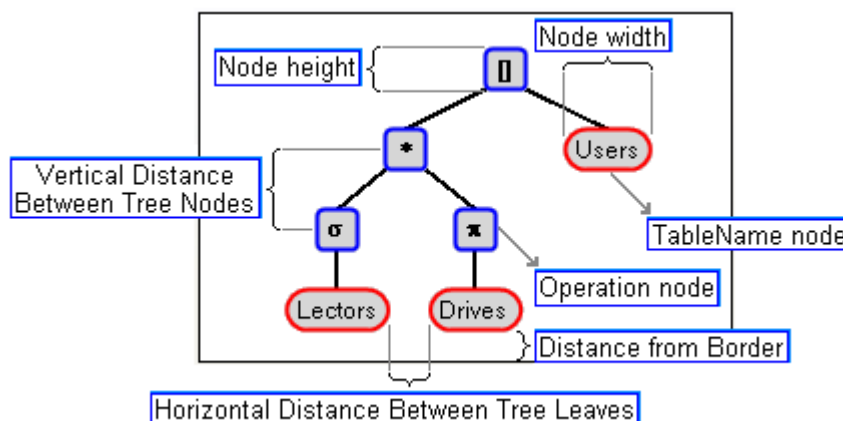 Node width
Node height
[]
*
Users
Vertical Distance
Between Tree Nodes
σ
π
TableName node
Operation node
Lectors
Drives
Distance from Border
Horizontal Distance Between Tree Leaves